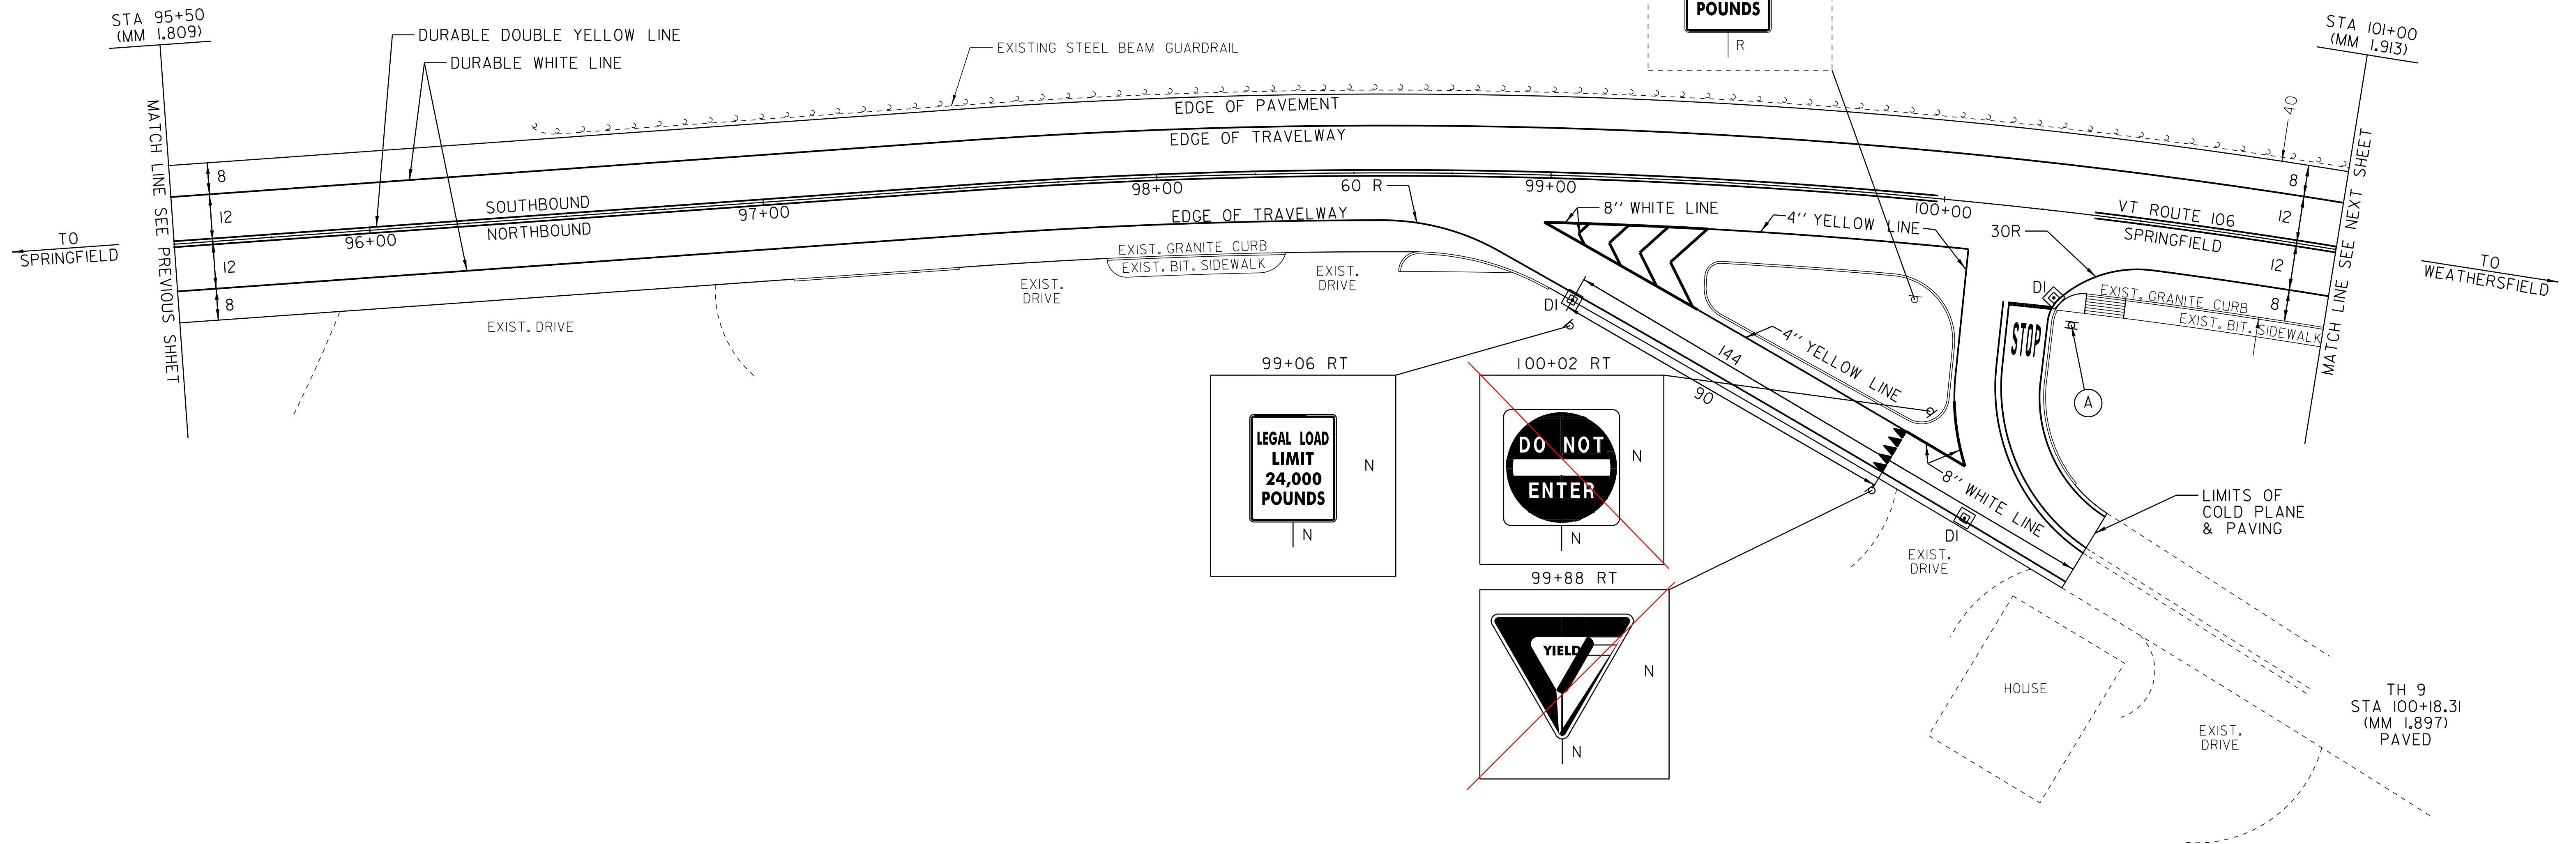 STA 95+50
(MM 1.809)
DURABLE DOUBLE YELLOW LINE
DURABLE WHITE LINE
EXISTING STEEL BEAM GUARDRAIL
POUNDS
R
STA 101+00
(MM 1.913)
MATCH LINE SEE PREVIOUS SHHET
MATCH LINE SEE NEXT SHEET
EDGE OF PAVEMENT
EDGE OF TRAVELWAY
40
8
12
12
8
SOUTHBOUND
NORTHBOUND
96+00
97+00
98+00
99+00
100+00
60 R
EDGE OF TRAVELWAY
8'' WHITE LINE
4'' YELLOW LINE
VT ROUTE 106
SPRINGFIELD
30R
8
12
12
8
TO
SPRINGFIELD
TO
WEATHERSFIELD
EXIST. GRANITE CURB
EXIST. BIT. SIDEWALK
EXIST.
DRIVE
EXIST.
DRIVE
EXIST. DRIVE
DI
DI
EXIST. GRANITE CURB
EXIST. BIT. SIDEWALK
STOP
A
4'' YELLOW LINE
144
90
99+06 RT
LEGAL LOAD
LIMIT
24,000
POUNDS
N
N
100+02 RT
DO NOT
ENTER
N
N
99+88 RT
YIELD
N
N
8'' WHITE LINE
DI
EXIST.
DRIVE
LIMITS OF
COLD PLANE
& PAVING
HOUSE
EXIST.
DRIVE
TH 9
STA 100+18.31
(MM 1.897)
PAVED